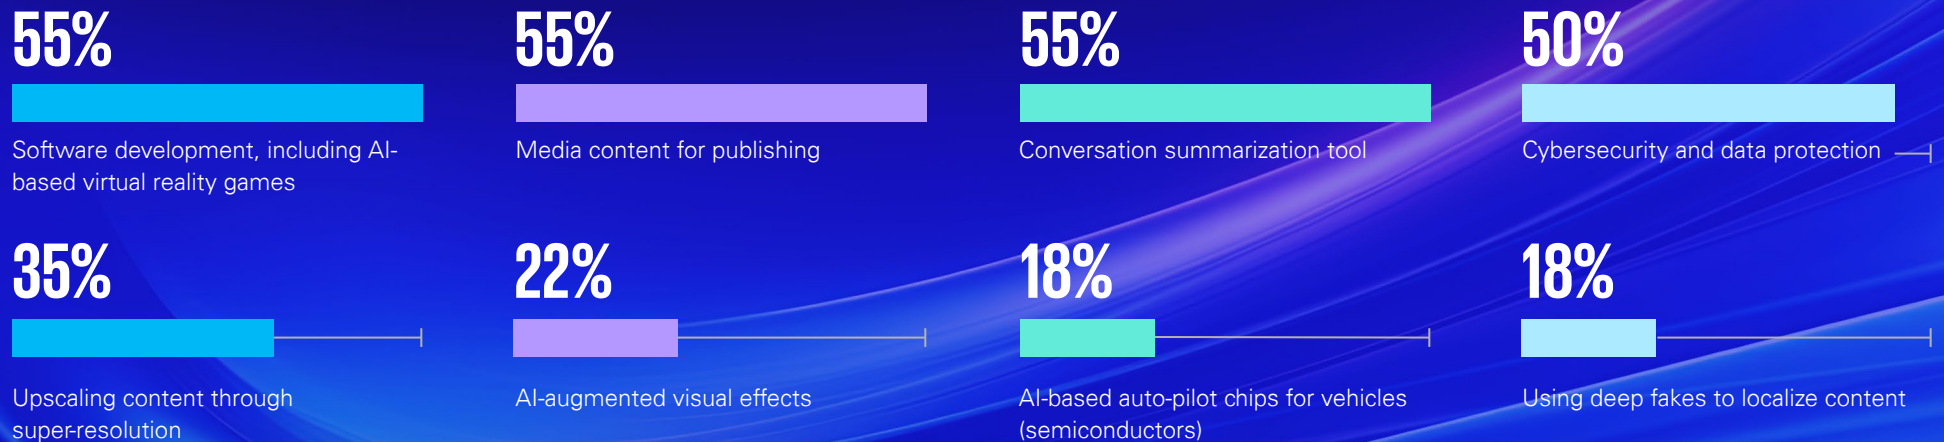 55%
55%
55%
50%
Software development, including AI-
based virtual reality games
Media content for publishing
Conversation summarization tool
Cybersecurity and data protection
35%
22%
18%
18%
Upscaling content through
super-resolution
AI-augmented visual effects
AI-based auto-pilot chips for vehicles
(semiconductors)
Using deep fakes to localize content